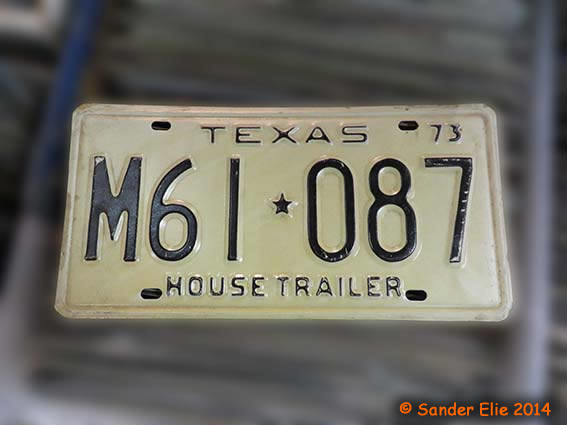 TEXAS 73
M61★087
HOUSE TRAILER
© Sander Elie 2014